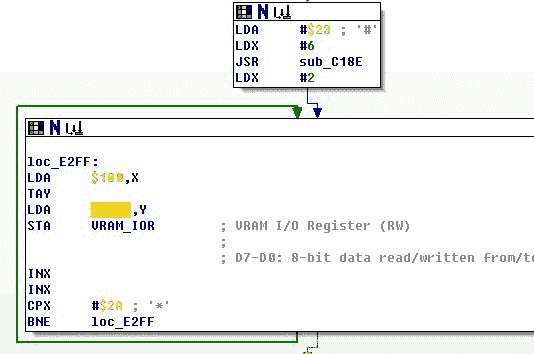 LDA #$23 ; '#'
LDX #6
JSR sub_C18E
LDX #2
loc_E2FF:
LDA $100,X
TAY
LDA ,Y
STA VRAM_IOR ; VRAM I/O Register (RW)
;
; D7-D0: 8-bit data read/written from/to
INX
INX
CPX #$2A ; '*'
BNE loc_E2FF